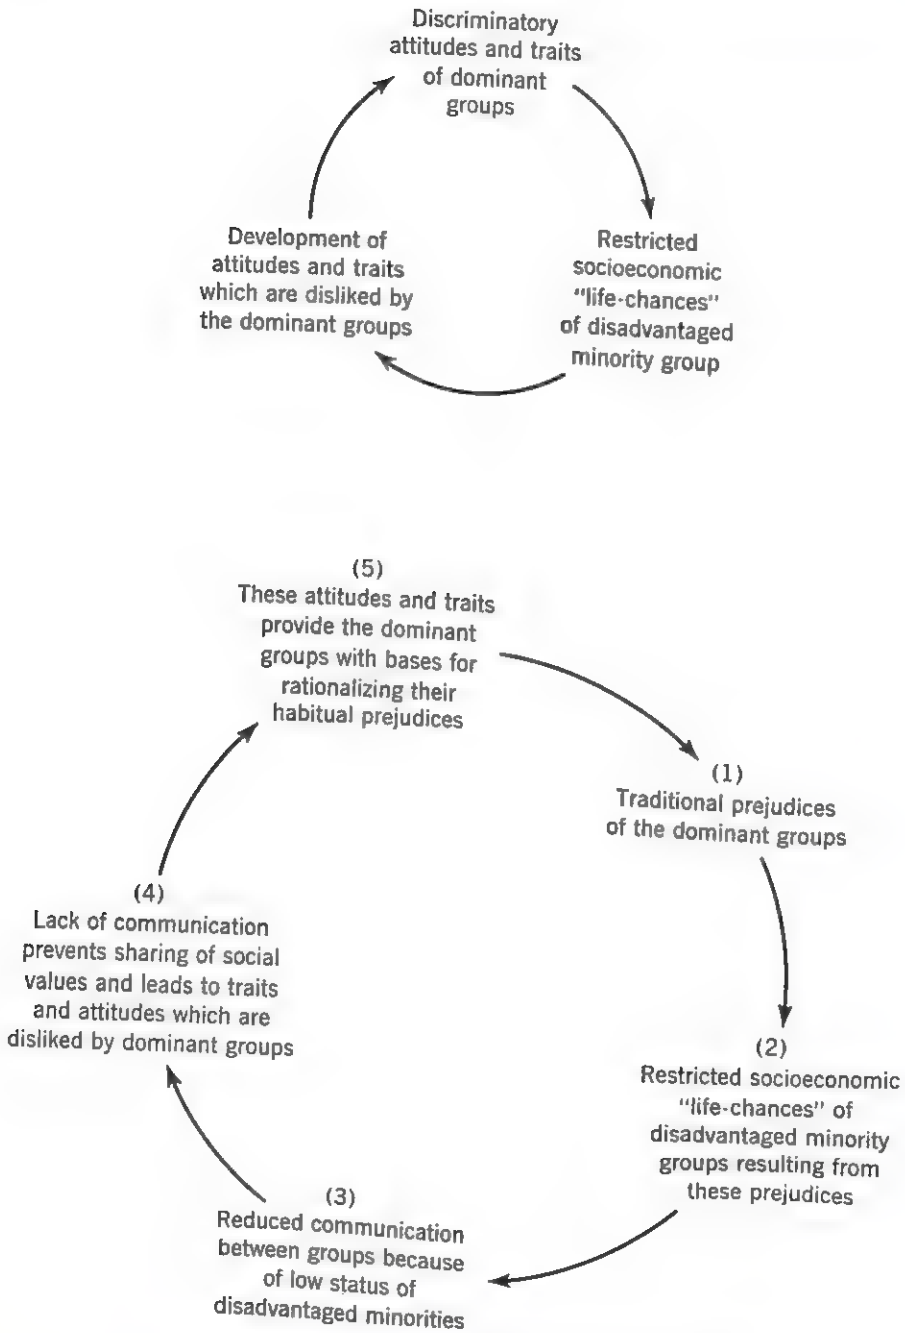 Discriminatory
attitudes and traits
of dominant
groups
Restricted
socioeconomic
"life-chances"
of disadvantaged
minority group
Development of
attitudes and traits
which are disliked by
the dominant groups
(5)
These attitudes and traits
provide the dominant
groups with bases for
rationalizing their
habitual prejudices
(1)
Traditional prejudices
of the dominant groups
(2)
Restricted socioeconomic
"life-chances" of
disadvantaged minority
groups resulting from
these prejudices
(3)
Reduced communication
between groups because
of low status of
disadvantaged minorities
(4)
Lack of communication
prevents sharing of social
values and leads to traits
and attitudes which are
disliked by dominant groups